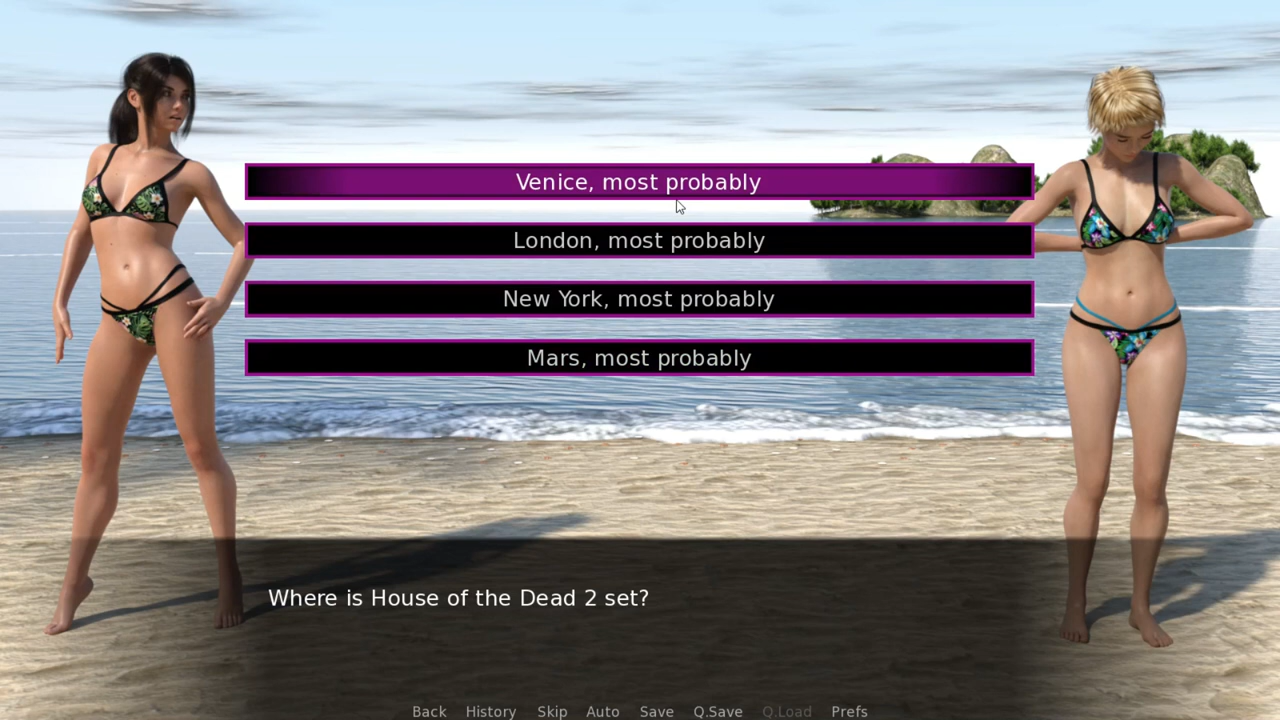 Venice, most probably
London, most probably
New York, most probably
Mars, most probably
Where is House of the Dead 2 set?
Back History Skip Auto Save Q.Save Q.Load Prefs